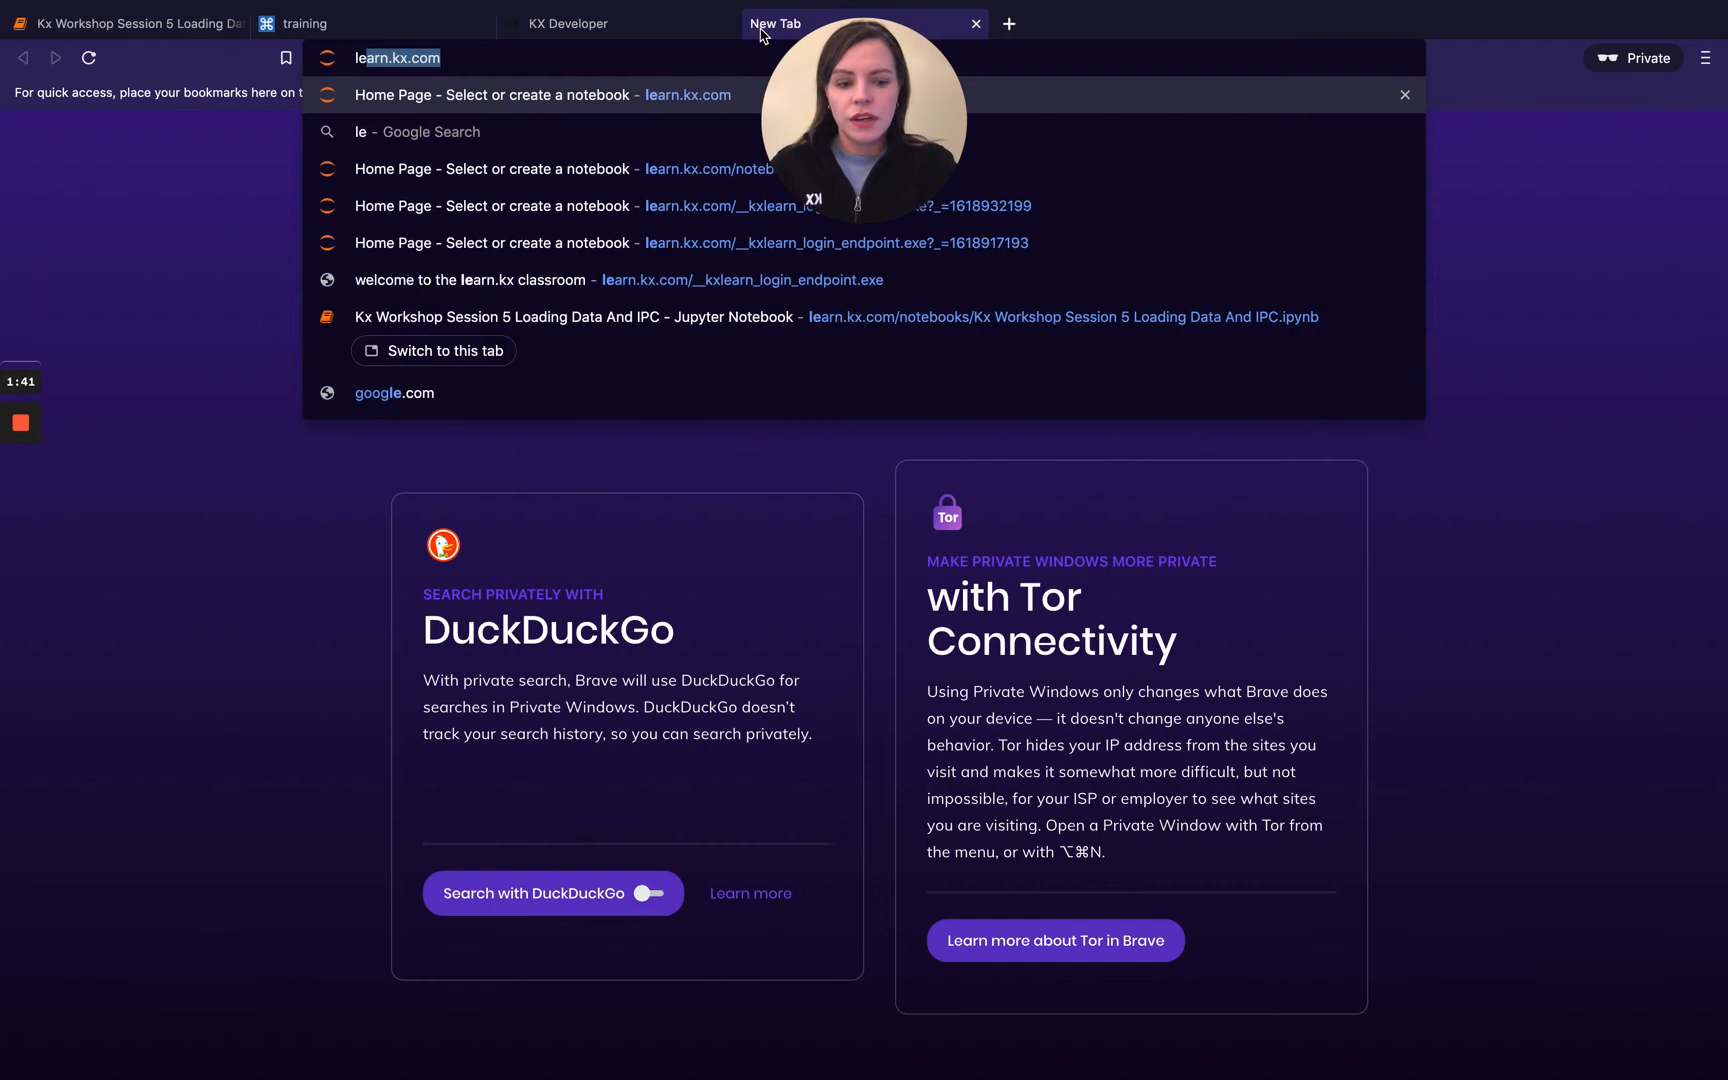 Kx Workshop Session 5 Loading Da
training
KX Developer
New Tab
learn.kx.com
Private
For quick access, place your bookmarks here on t
Home Page - Select or create a notebook - learn.kx.com
le - Google Search
Home Page - Select or create a notebook - learn.kx.com/noteb
Home Page - Select or create a notebook - learn.kx.com/__kxlearn_lo e?_=1618932199
Home Page - Select or create a notebook - learn.kx.com/__kxlearn_login_endpoint.exe?_=1618917193
welcome to the learn.kx classroom - learn.kx.com/__kxlearn_login_endpoint.exe
Kx Workshop Session 5 Loading Data And IPC - Jupyter Notebook - learn.kx.com/notebooks/Kx Workshop Session 5 Loading Data And IPC.ipynb
Switch to this tab
google.com
1:41
SEARCH PRIVATELY WITH
DuckDuckGo
With private search, Brave will use DuckDuckGo for
searches in Private Windows. DuckDuckGo doesn't
track your search history, so you can search privately.
Search with DuckDuckGo
Learn more
Tor
MAKE PRIVATE WINDOWS MORE PRIVATE
with Tor
Connectivity
Using Private Windows only changes what Brave does
on your device — it doesn't change anyone else's
behavior. Tor hides your IP address from the sites you
visit and makes it somewhat more difficult, but not
impossible, for your ISP or employer to see what sites
you are visiting. Open a Private Window with Tor from
the menu, or with ⌥⌘N.
Learn more about Tor in Brave